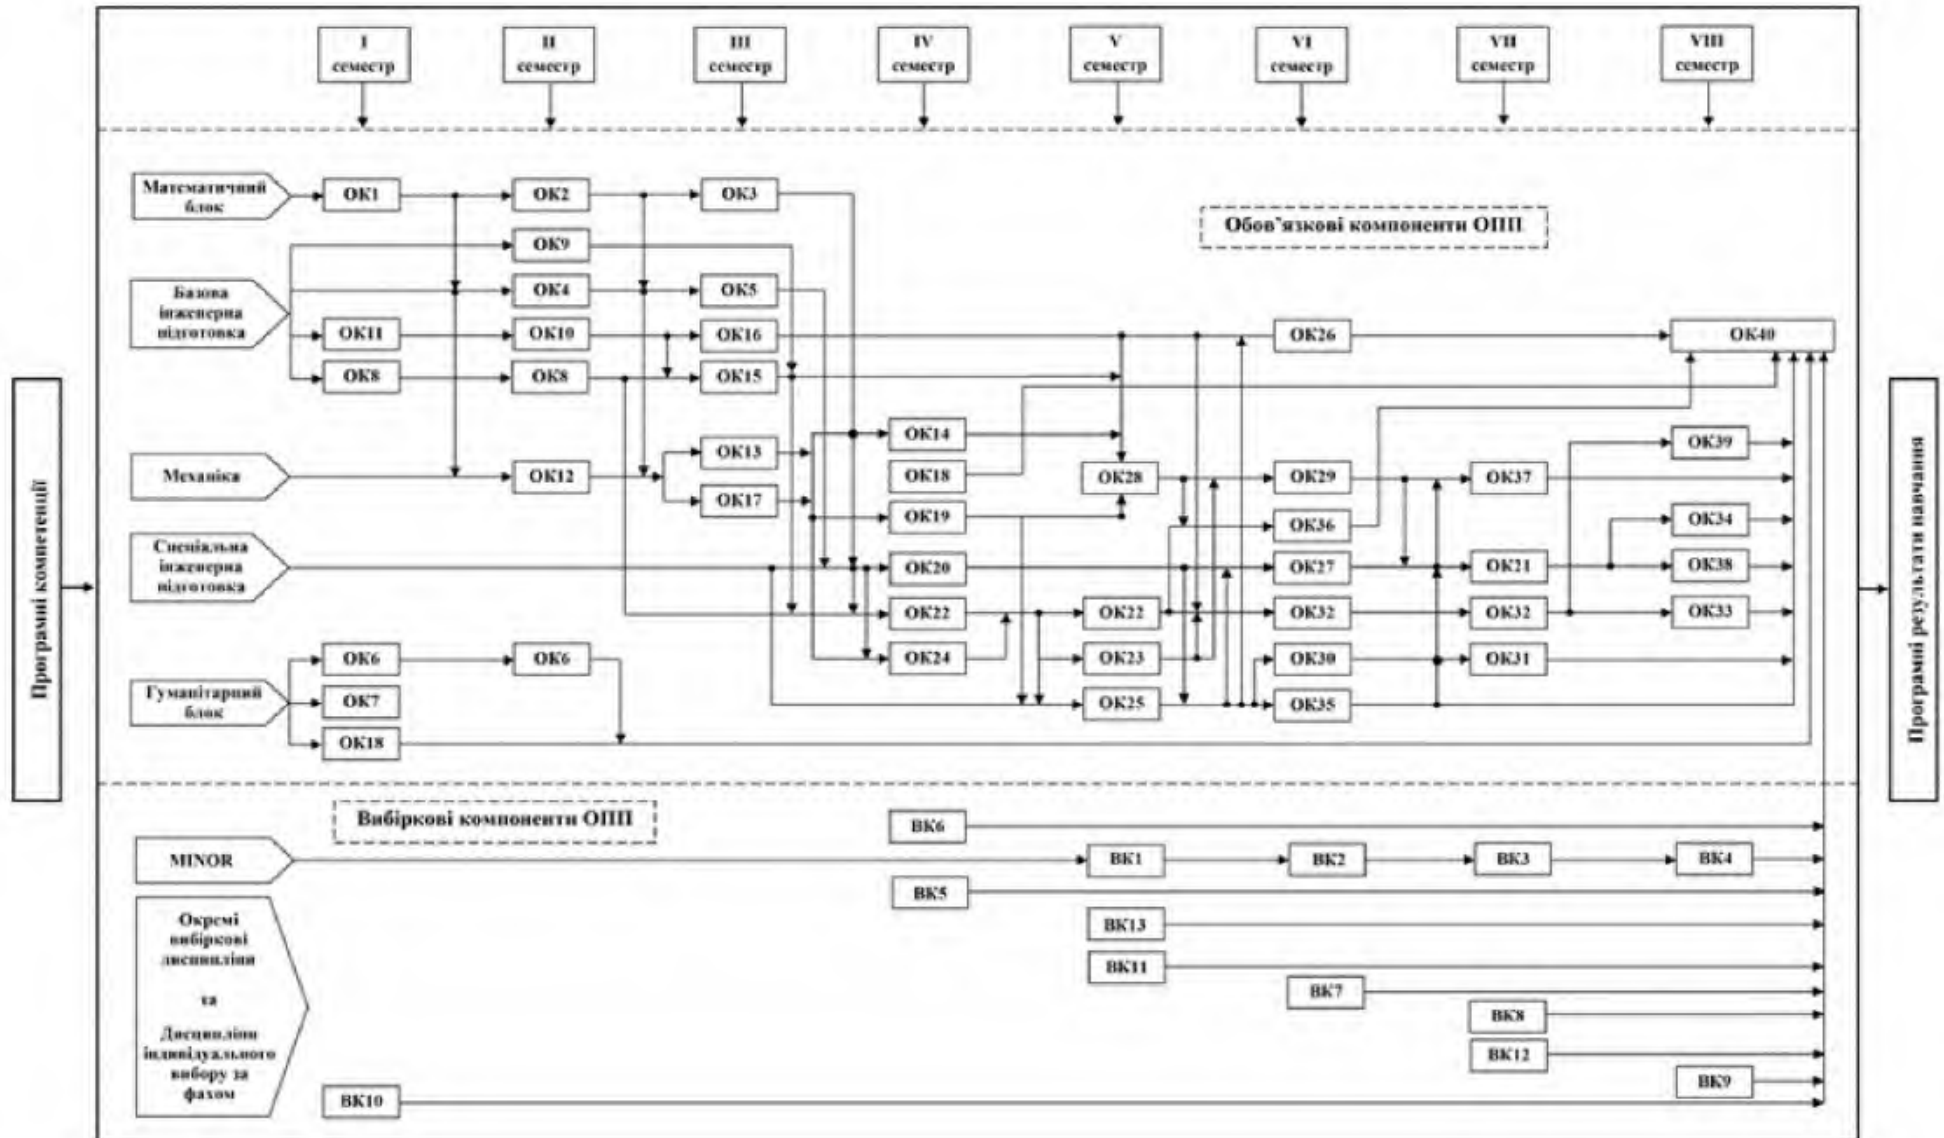 I
семестр
II
семестр
III
семестр
IV
семестр
V
семестр
VI
семестр
VII
семестр
VIII
семестр
Математичний
блок
ОК1
ОК2
ОК3
Обов’язкові компоненти ОПП
ОК9
Базова
інженерна
підготовка
ОК4
ОК5
ОК11
ОК10
ОК16
ОК26
ОК40
ОК8
ОК8
ОК15
Механіка
ОК12
ОК13
ОК17
ОК14
ОК18
ОК19
ОК28
ОК29
ОК36
ОК37
ОК39
ОК34
Спеціальна
інженерна
підготовка
ОК20
ОК27
ОК21
ОК38
ОК22
ОК22
ОК32
ОК32
ОК33
ОК24
ОК23
ОК30
ОК31
ОК25
ОК35
Гуманітарний
блок
ОК6
ОК6
ОК7
ОК18
Програмні компетенції
Програмні результати навчання
Вибіркові компоненти ОПП
ВК6
MINOR
ВК1
ВК2
ВК3
ВК4
ВК5
Окремі
вибіркові
дисципліни
та
Дисципліни
індивідуального
вибору за
фахом
ВК13
ВК11
ВК7
ВК8
ВК12
ВК9
ВК10